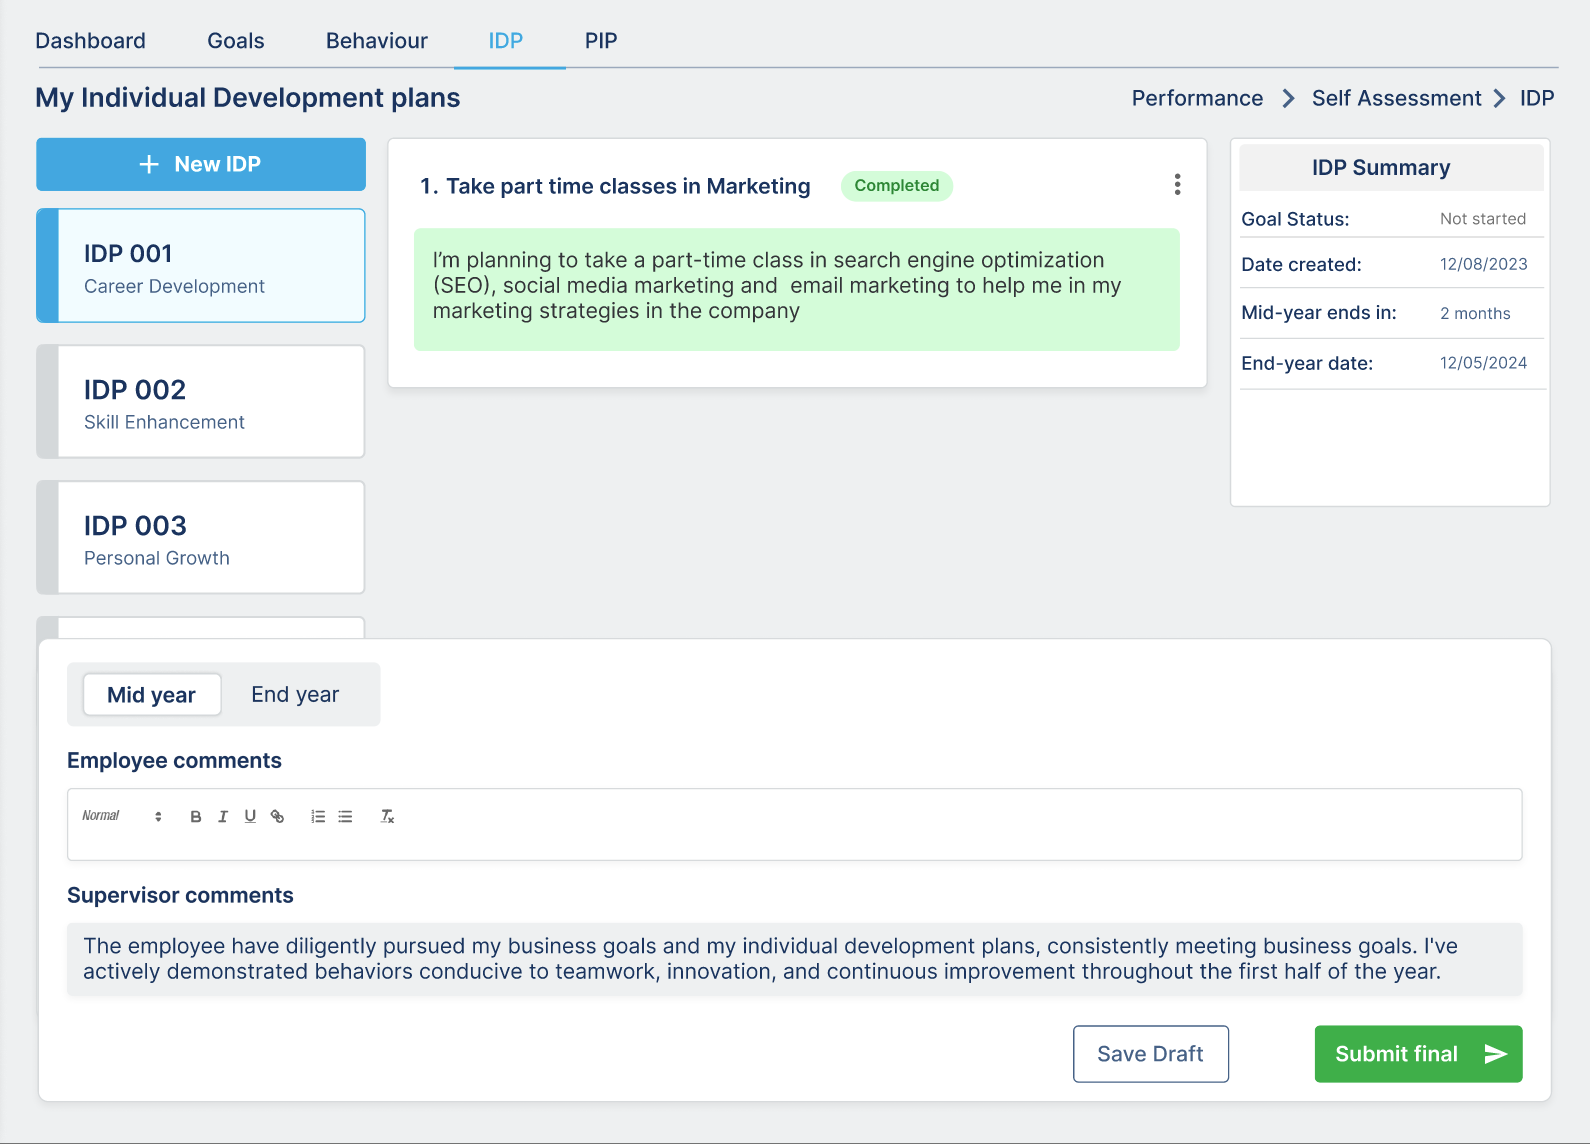 Dashboard Goals Behaviour IDP PIP
My Individual Development plans
Performance Self Assessment IDP
New IDP
IDP 001
Career Development
IDP 002
Skill Enhancement
IDP 003
Personal Growth
1. Take part time classes in Marketing Completed
I’m planning to take a part-time class in search engine optimization
(SEO), social media marketing and  email marketing to help me in my
marketing strategies in the company
IDP Summary
Goal Status: Not started
Date created: 12/08/2023
Mid-year ends in: 2 months
End-year date: 12/05/2024
Mid year End year
Employee comments
Normal B I U
Supervisor comments
The employee have diligently pursued my business goals and my individual development plans, consistently meeting business goals. I've
actively demonstrated behaviors conducive to teamwork, innovation, and continuous improvement throughout the first half of the year.
Save Draft Submit final